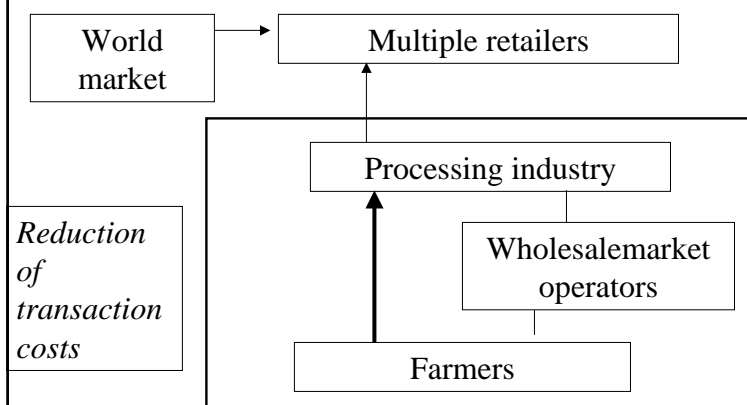 World
market
Multiple retailers
Processing industry
Reduction
of
transaction
costs
Wholesalemarket
operators
Farmers